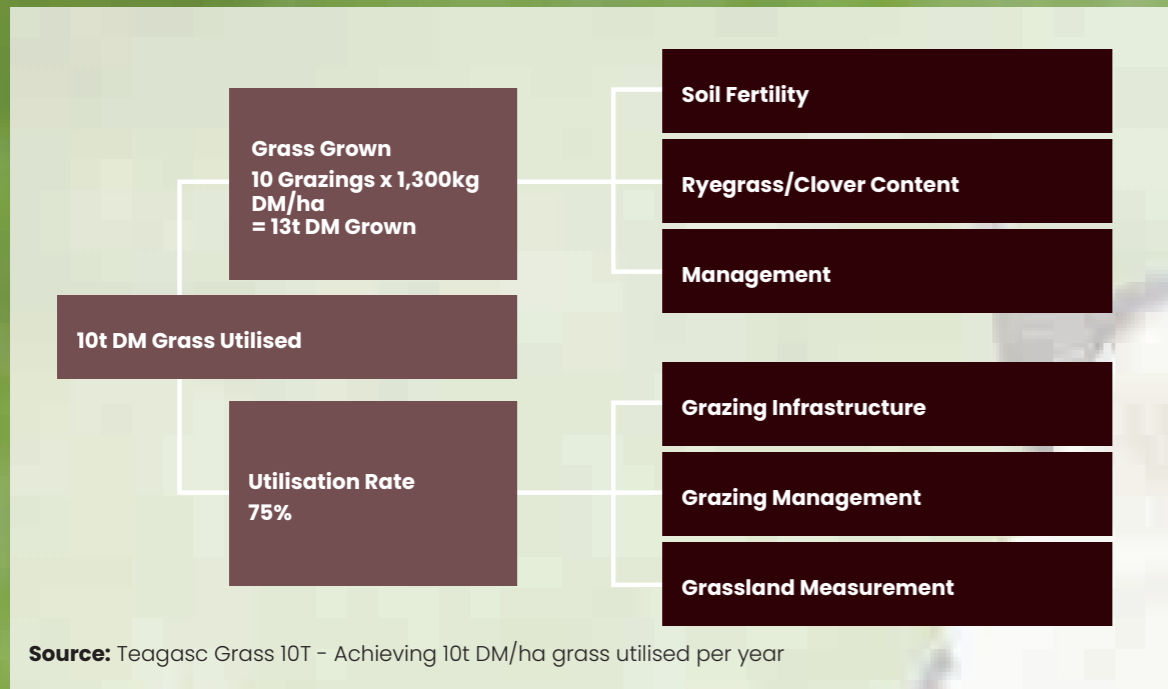 Grass Grown
10 Grazings x 1,300kg
DM/ha
= 13t DM Grown
10t DM Grass Utilised
Utilisation Rate
75%
Soil Fertility
Ryegrass/Clover Content
Management
Grazing Infrastructure
Grazing Management
Grassland Measurement
Source: Teagasc Grass 10T - Achieving 10t DM/ha grass utilised per year